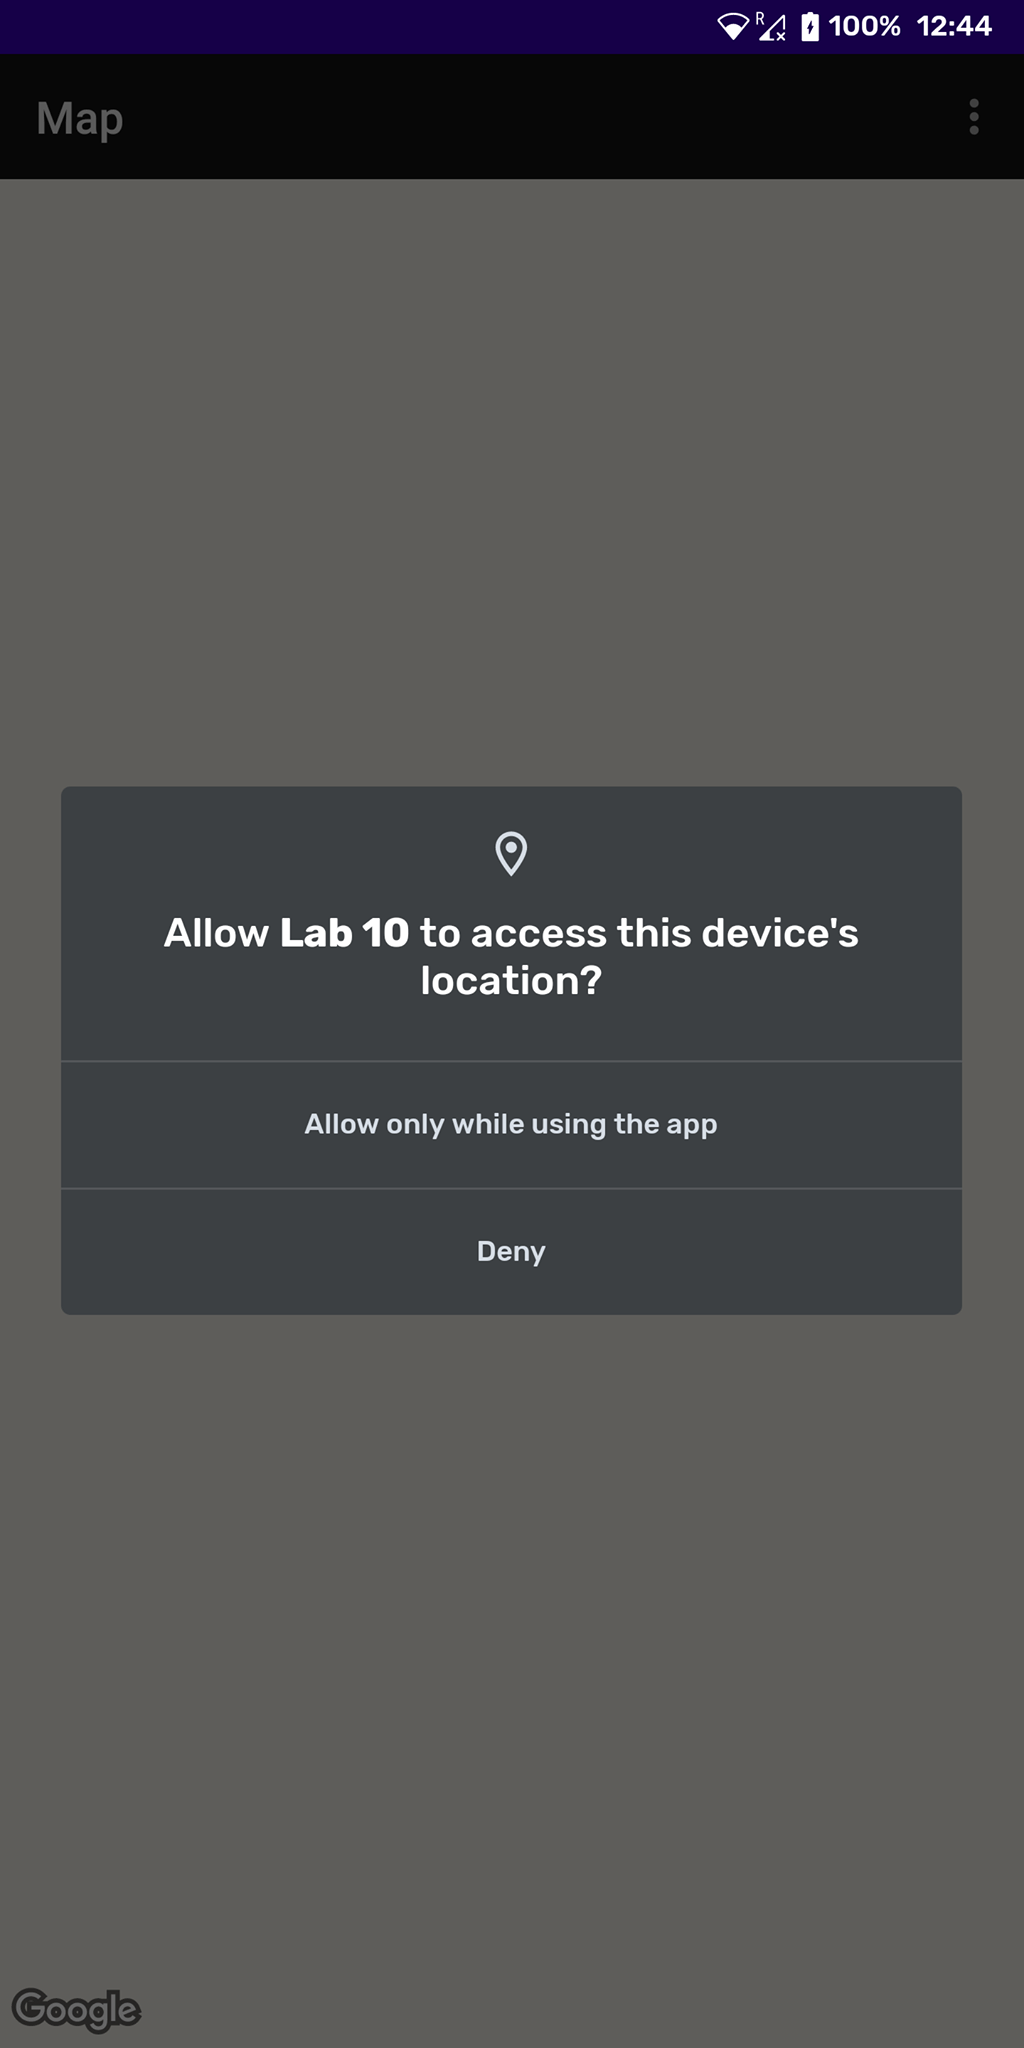 R 100% 12:44
Map
Allow Lab 10 to access this device's
location?
Allow only while using the app
Deny
Google